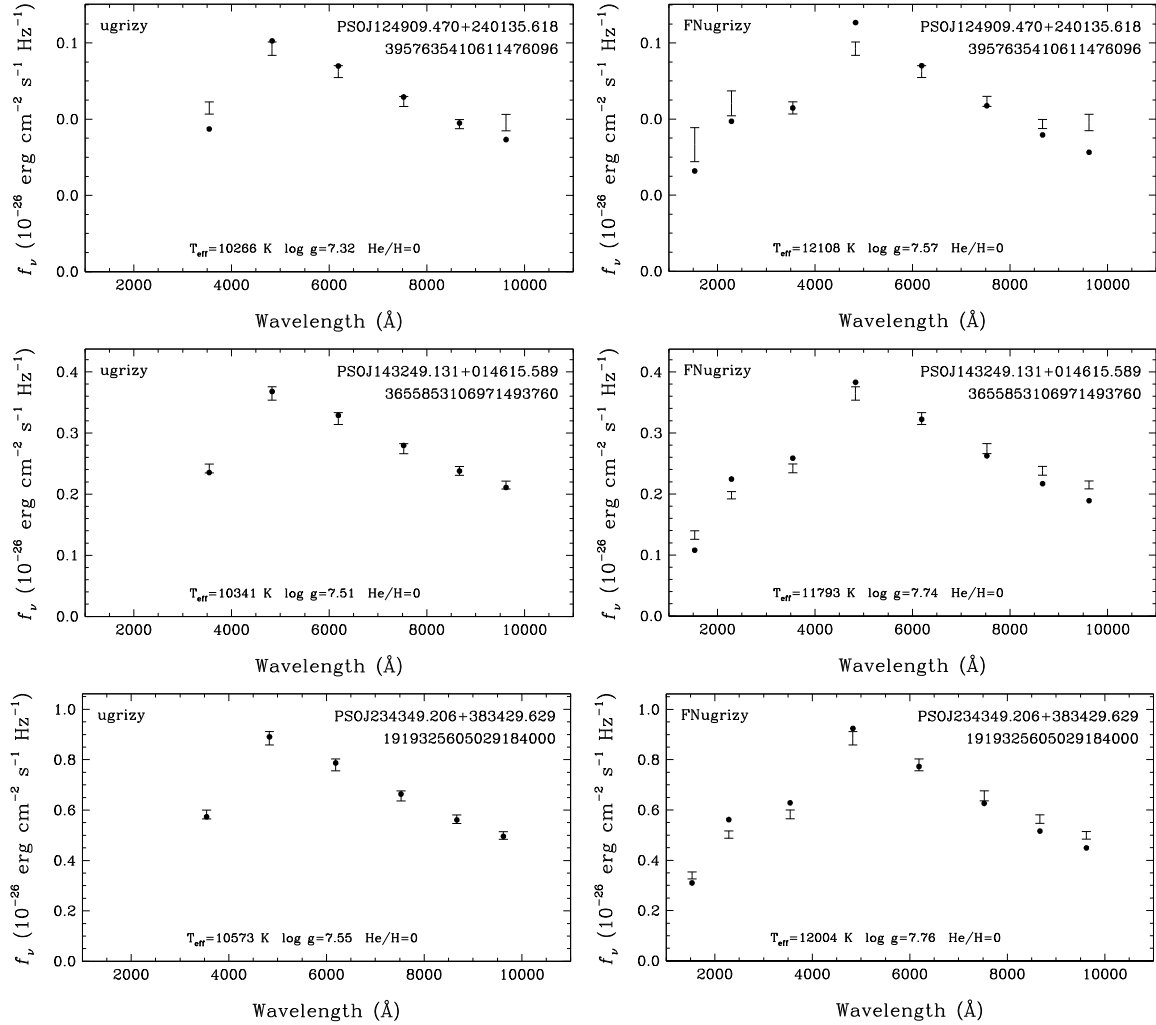 ugrizy
PSOJ124909.470+240135.618
3957635410611476096
0.1
0.0
0.0
0.0
T_eff=10266 K log g=7.32 He/H=0
2000 4000 6000 8000 10000
Wavelength (Å)
f_ν (10^−26 erg cm^−2 s^−1 Hz^−1)
FNugrizy
PSOJ124909.470+240135.618
3957635410611476096
0.1
0.0
0.0
0.0
T_eff=12108 K log g=7.57 He/H=0
2000 4000 6000 8000 10000
Wavelength (Å)
f_ν (10^−26 erg cm^−2 s^−1 Hz^−1)
ugrizy
PSOJ143249.131+014615.589
3655853106971493760
0.4
0.3
0.2
0.1
0.0
T_eff=10341 K log g=7.51 He/H=0
2000 4000 6000 8000 10000
Wavelength (Å)
f_ν (10^−26 erg cm^−2 s^−1 Hz^−1)
FNugrizy
PSOJ143249.131+014615.589
3655853106971493760
0.4
0.3
0.2
0.1
0.0
T_eff=11793 K log g=7.74 He/H=0
2000 4000 6000 8000 10000
Wavelength (Å)
f_ν (10^−26 erg cm^−2 s^−1 Hz^−1)
ugrizy
PSOJ234349.206+383429.629
1919325605029184000
1.0
0.8
0.6
0.4
0.2
0.0
T_eff=10573 K log g=7.55 He/H=0
2000 4000 6000 8000 10000
Wavelength (Å)
f_ν (10^−26 erg cm^−2 s^−1 Hz^−1)
FNugrizy
PSOJ234349.206+383429.629
1919325605029184000
1.0
0.8
0.6
0.4
0.2
0.0
T_eff=12004 K log g=7.76 He/H=0
2000 4000 6000 8000 10000
Wavelength (Å)
f_ν (10^−26 erg cm^−2 s^−1 Hz^−1)